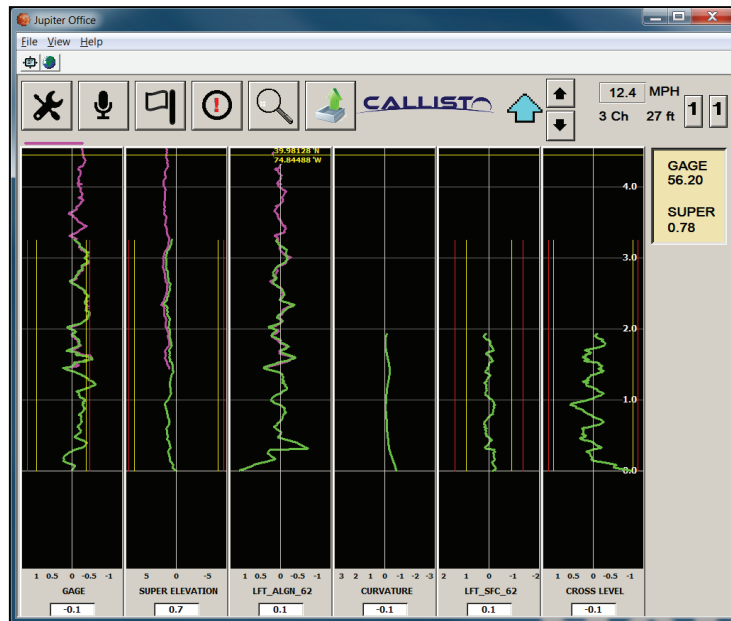 Jupiter Office
File View Help
CALLISTO
12.4 MPH
3 Ch 27 ft
1 1
39.98128 'N
74.84488 'W
GAGE
56.20
SUPER
0.78
4.0
3.0
2.0
1.0
0.0
1 0.5 0 -0.5 -1
5 0 -5
1 0.5 0 -0.5 -1
3 2 1 0 -1 -2 -3
2 1 0 -1 -2
1 0.5 0 -0.5 -1
GAGE SUPER ELEVATION LFT_ALGN_62 CURVATURE LFT_SFC_62 CROSS LEVEL
-0.1 0.7 0.1 -0.1 0.1 -0.1